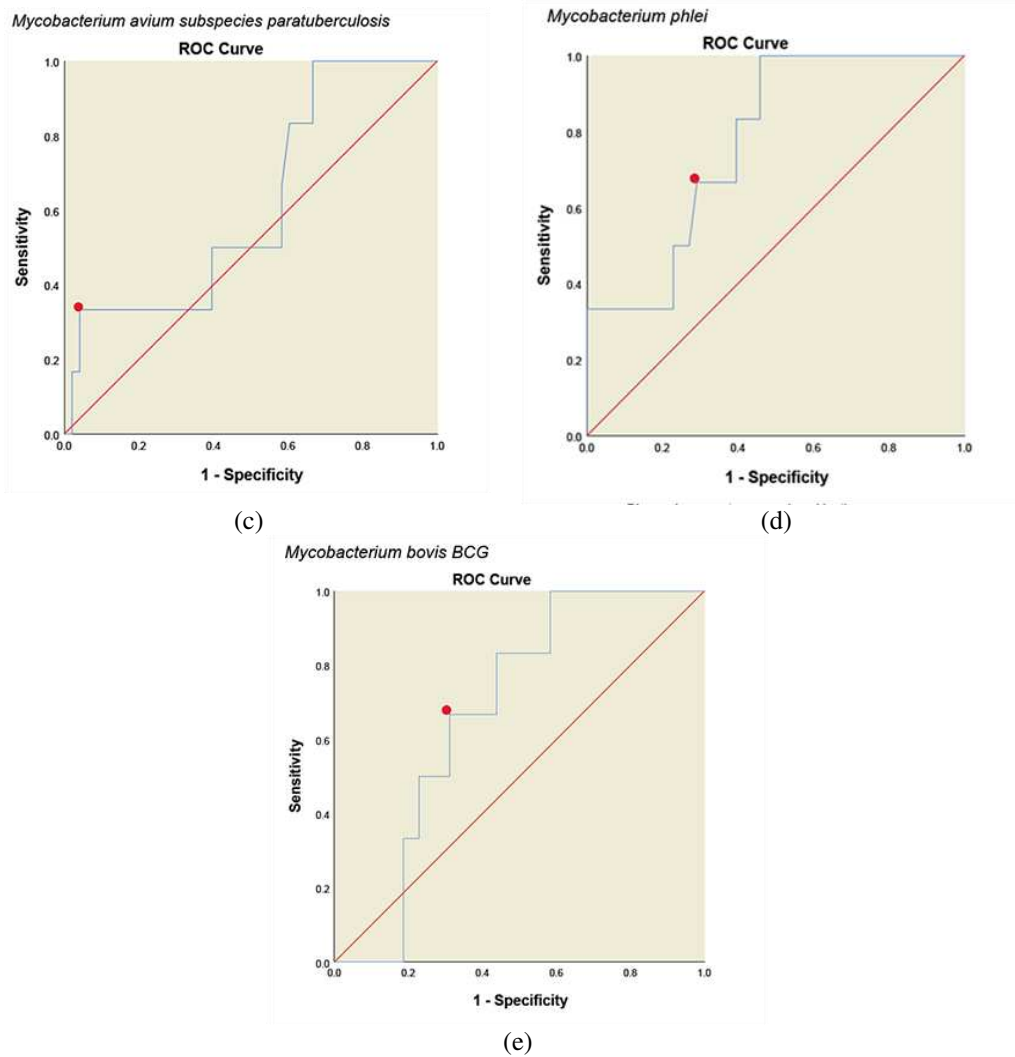 Mycobacterium avium subspecies paratuberculosis
ROC Curve
1.0
0.8
0.6
0.4
0.2
0.0
0.0 0.2 0.4 0.6 1.0
Sensitivity
1 - Specificity
(c)
Mycobacterium phlei
ROC Curve
1.0
0.8
0.6
0.4
0.2
0.0
0.0 0.2 0.4 0.6 0.8 1.0
Sensitivity
1 - Specificity
(d)
Mycobacterium bovis BCG
ROC Curve
1.0
0.8
0.6
0.4
0.2
0.0
0.0 0.2 0.4 0.6 0.8 1.0
Sensitivity
1 - Specificity
(e)